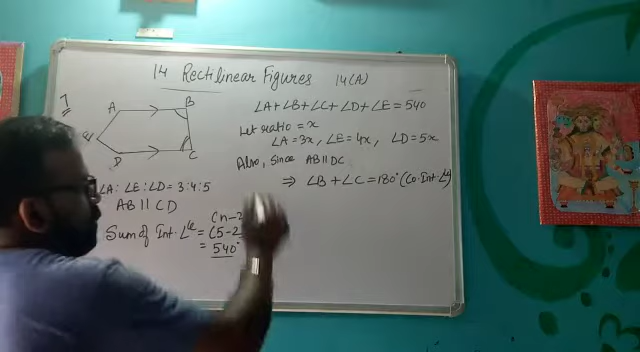 14 Rectilinear Figures 14(A)
7
A B
E
D C
∠A: ∠E: ∠D = 3:4:5
AB || CD
Sum of Int. ∠le = (n-2
= (5-2
= 540°
∠A+∠B+∠C+∠D+∠E = 540
Let ratio = x
∠A = 3x, ∠E = 4x, ∠D = 5x
Also, Since AB || DC
⇒ ∠B + ∠C = 180° (Co. Int. ∠le)